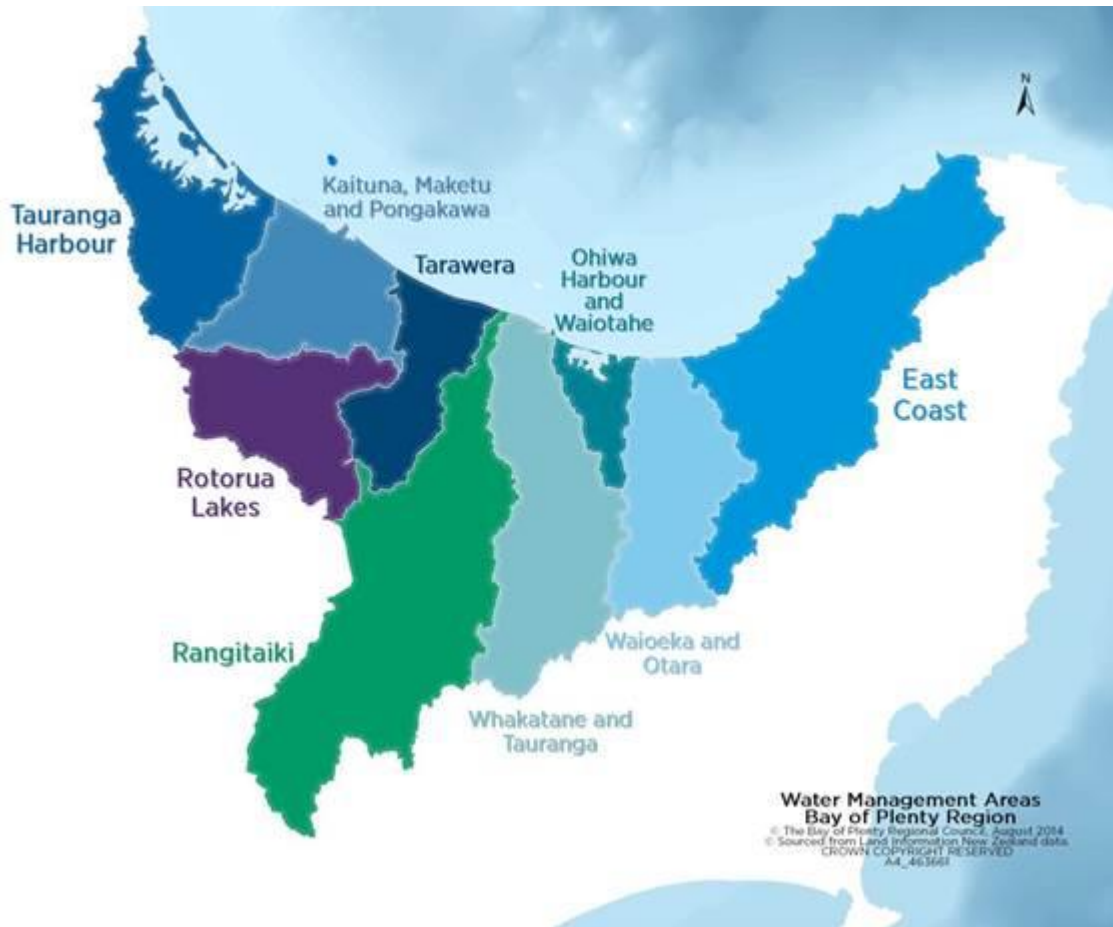 N
Kaituna, Maketu
and Pongakawa
Tauranga
Harbour
Tarawera
Ohiwa
Harbour
and
Waiotahe
East
Coast
Rotorua
Lakes
Rangitaiki
Waioeka and
Otara
Whakatane and
Tauranga
Water Management Areas
Bay of Plenty Region
© The Bay of Plenty Regional Council, August 2014
© Sourced from Land Information New Zealand data.
CROWN COPYRIGHT RESERVED
A4_463661